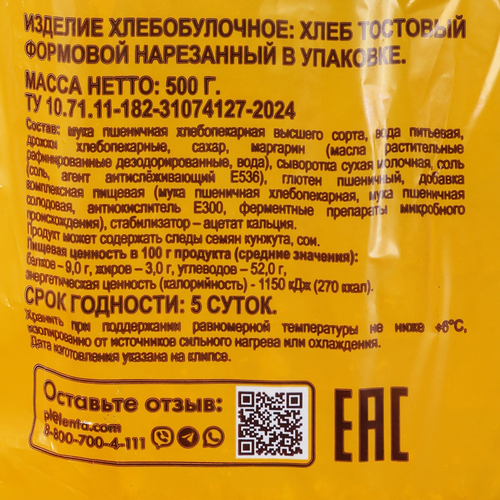 ИЗДЕЛИЕ ХЛЕБОБУЛОЧНОЕ: ХЛЕБ ТОСТОВЫЙ
ФОРМОВОЙ НАРЕЗАННЫЙ В УПАКОВКЕ.
МАССА НЕТТО: 500 Г.
ТУ 10.71.11-182-31074127-2024
Состав: мука пшеничная хлебопекарная высшего сорта, вода питьевая,
дрожжи хлебопекарные, сахар, маргарин (масла растительные
рафинированные дезодорированные, вода), сыворотка сухая молочная, соль
(соль, агент антислёживающий Е536), глютен пшеничный, добавка
комплексная пищевая (мука пшеничная хлебопекарная, мука пшеничная
солодовая, антиокислитель Е300, ферментные препараты микробного
происхождения), стабилизатор – ацетат кальция.
Продукт может содержать следы семян кунжута, сои.
Пищевая ценность в 100 г продукта (средние значения):
белков – 9,0 г, жиров – 3,0 г, углеводов – 52,0 г,
энергетическая ценность (калорийность) - 1150 кДж (270 ккал).
СРОК ГОДНОСТИ: 5 СУТОК.
Хранить при поддержании равномерной температуры не ниже +6°С,
изолированно от источников сильного нагрева или охлаждения.
Дата изготовления указана на клипсе.
Оставьте отзыв:
pl@lenta.com
8-800-700-4-111
ЕАС